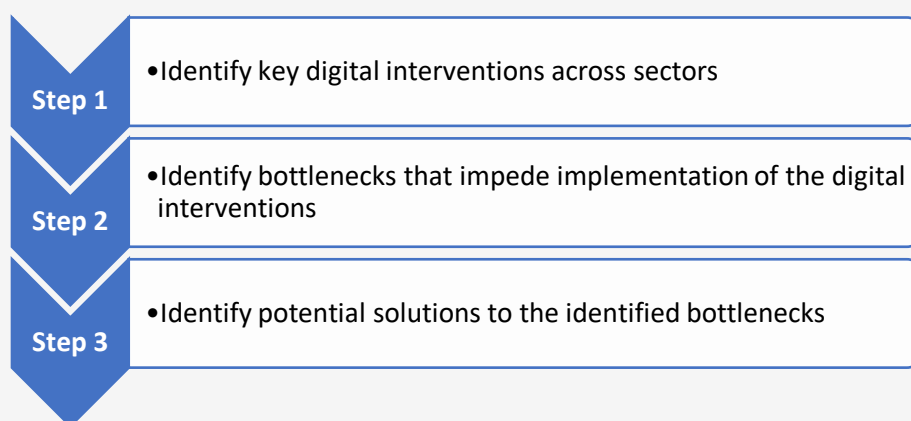 Step 1
•Identify key digital interventions across sectors
Step 2
•Identify bottlenecks that impede implementation of the digital
interventions
Step 3
•Identify potential solutions to the identified bottlenecks